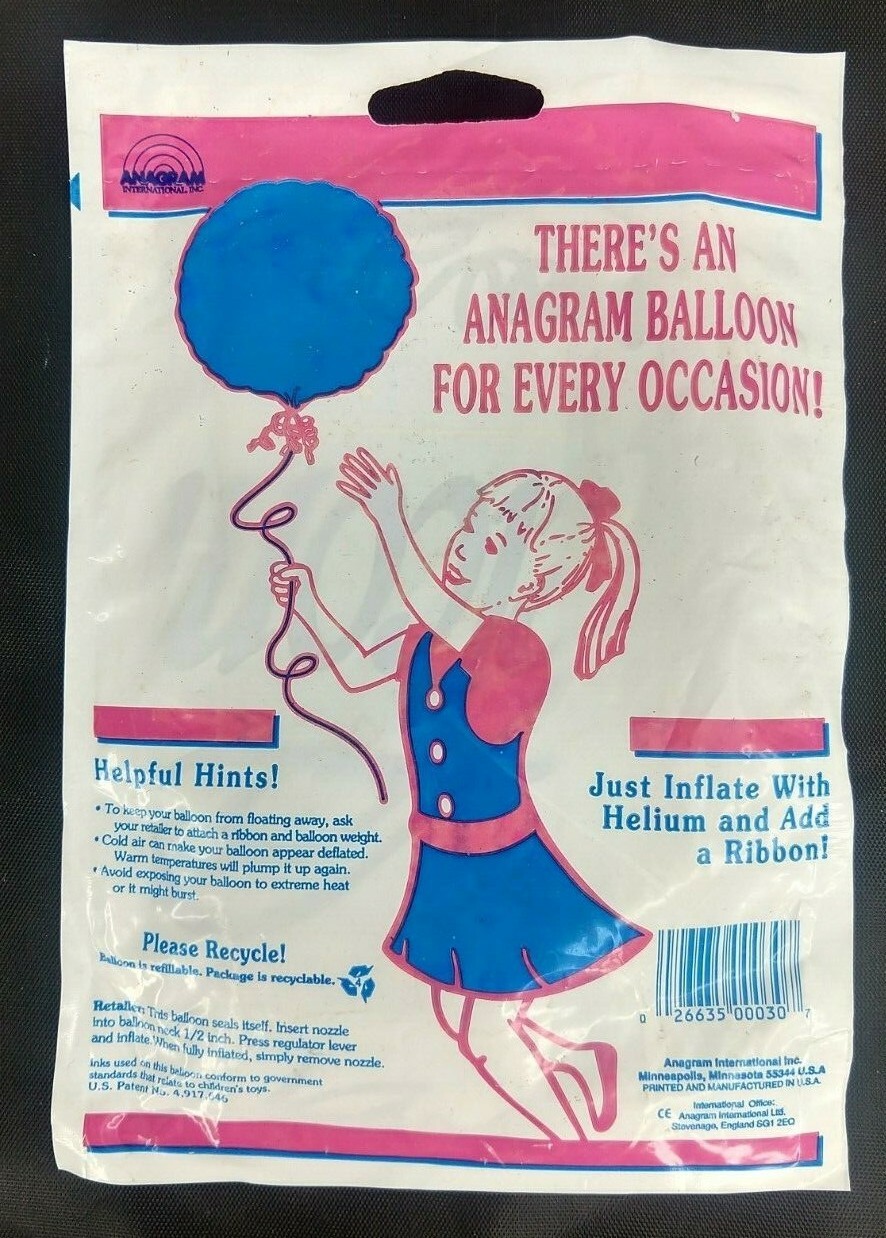 ANAGRAM
INTERNATIONAL, INC.
THERE'S AN
ANAGRAM BALLOON
FOR EVERY OCCASION!
Helpful Hints!
• To keep your balloon from floating away, ask
your retailer to attach a ribbon and balloon weight.
• Cold air can make your balloon appear deflated.
Warm temperatures will plump it up again.
• Avoid exposing your balloon to extreme heat
or it might burst.
Just Inflate With
Helium and Add
a Ribbon!
Please Recycle!
Balloon is refillable. Package is recyclable.
4
Retailer: This balloon seals itself. Insert nozzle
into balloon neck 1/2 inch. Press regulator lever
and inflate. When fully inflated, simply remove nozzle.
Inks used on this balloon conform to government
standards that relate to children's toys.
U.S. Patent No. 4,917,646
0 26635 00030 7
Anagram International Inc.
Minneapolis, Minnesota 55344 U.S.A
PRINTED AND MANUFACTURED IN U.S.A.
International Office:
CE Anagram International Ltd.
Stevenage, England SG1 2EQ